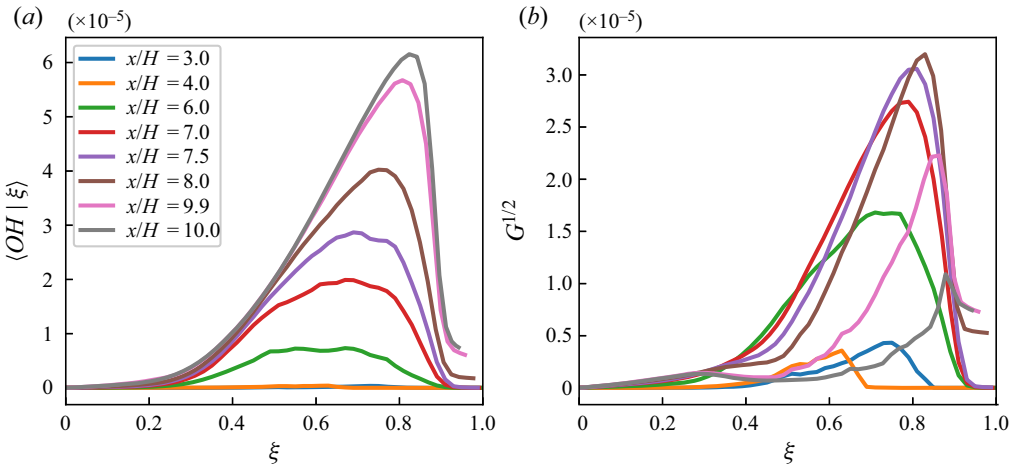 (a)
(×10⁻⁵)
6
5
4
3
2
1
0
⟨OH | ξ⟩
x/H = 3.0
x/H = 4.0
x/H = 6.0
x/H = 7.0
x/H = 7.5
x/H = 8.0
x/H = 9.9
x/H = 10.0
0
0.2
0.4
0.6
0.8
1.0
ξ
(b)
(×10⁻⁵)
3.0
2.5
2.0
1.5
1.0
0.5
0
G^1/2
0
0.2
0.4
0.6
0.8
1.0
ξ